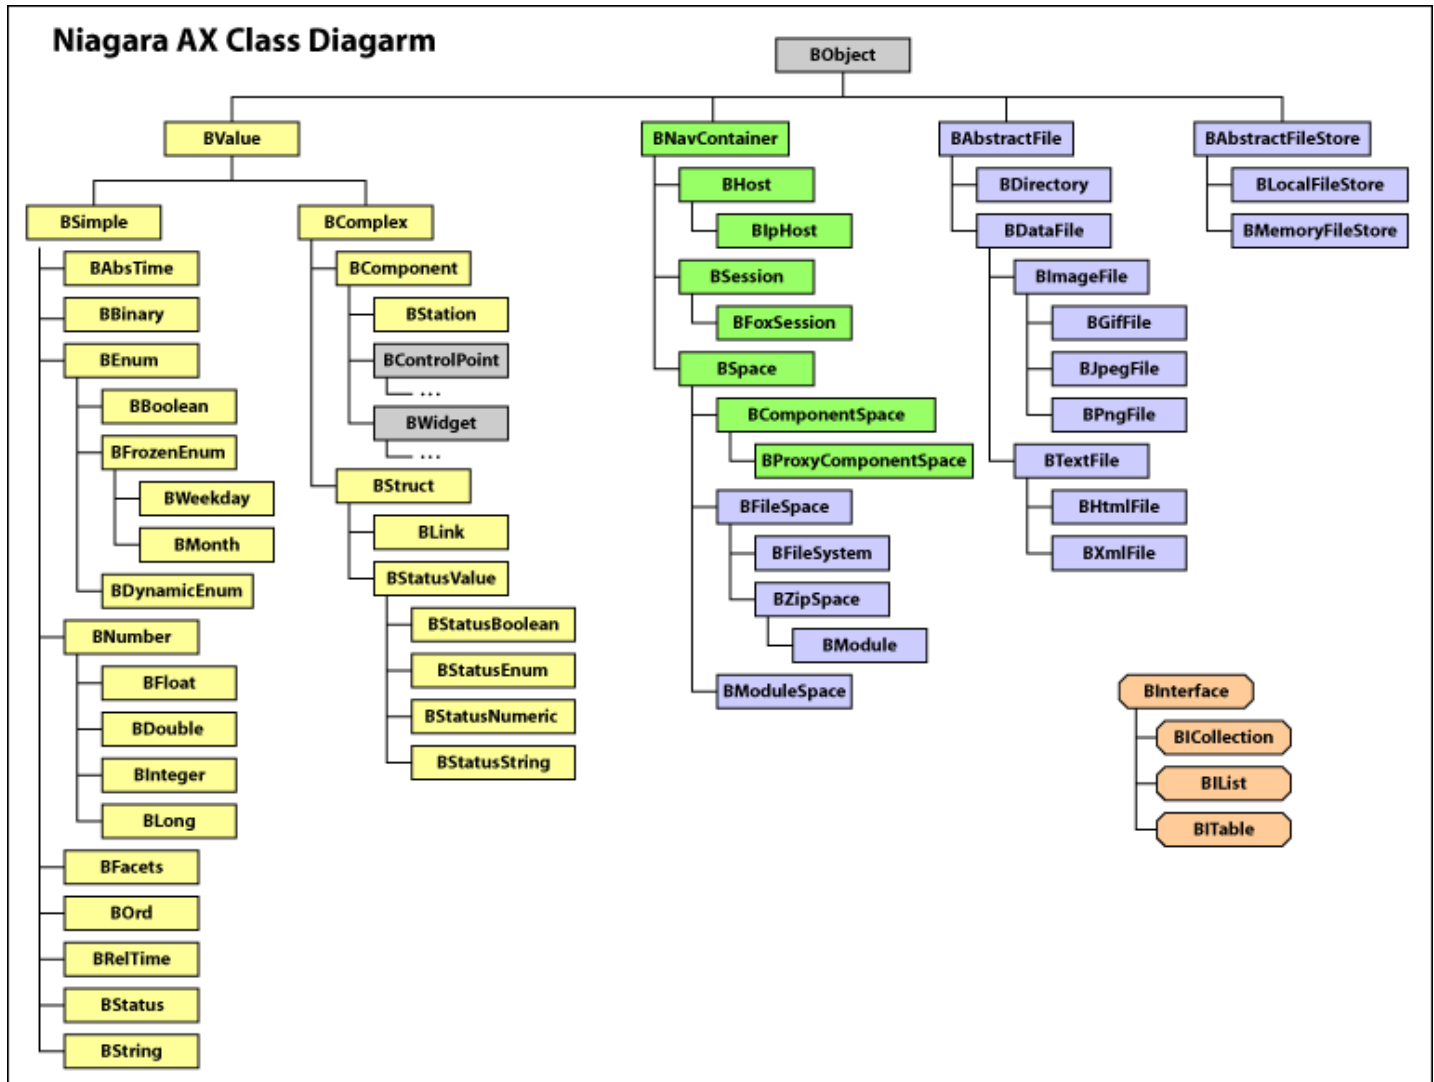 Niagara AX Class Diagarm
BObject
BValue
BSimple
BAbsTime
BBinary
BEnum
BBoolean
BFrozenEnum
BWeekday
BMonth
BDynamicEnum
BNumber
BFloat
BDouble
BInteger
BLong
BFacets
BOrd
BRelTime
BStatus
BString
BComplex
BComponent
BStation
BControlPoint
...
BWidget
...
BStruct
BLink
BStatusValue
BStatusBoolean
BStatusEnum
BStatusNumeric
BStatusString
BNavContainer
BHost
BIpHost
BSession
BFoxSession
BSpace
BComponentSpace
BProxyComponentSpace
BFileSpace
BFileSystem
BZipSpace
BModule
BModuleSpace
BAbstractFile
BDirectory
BDataFile
BImageFile
BGifFile
BJpegFile
BPngFile
BTextFile
BHtmlFile
BXmlFile
BAbstractFileStore
BLocalFileStore
BMemoryFileStore
BInterface
BICollection
BIList
BITable